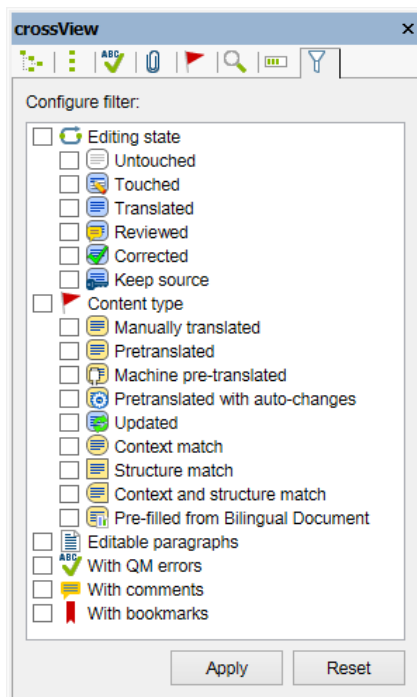 crossView
ABC
Configure filter:
Editing state
Untouched
Touched
Translated
Reviewed
Corrected
Keep source
Content type
Manually translated
Pretranslated
Machine pre-translated
Pretranslated with auto-changes
Updated
Context match
Structure match
Context and structure match
Pre-filled from Bilingual Document
Editable paragraphs
ABC With QM errors
With comments
With bookmarks
Apply Reset